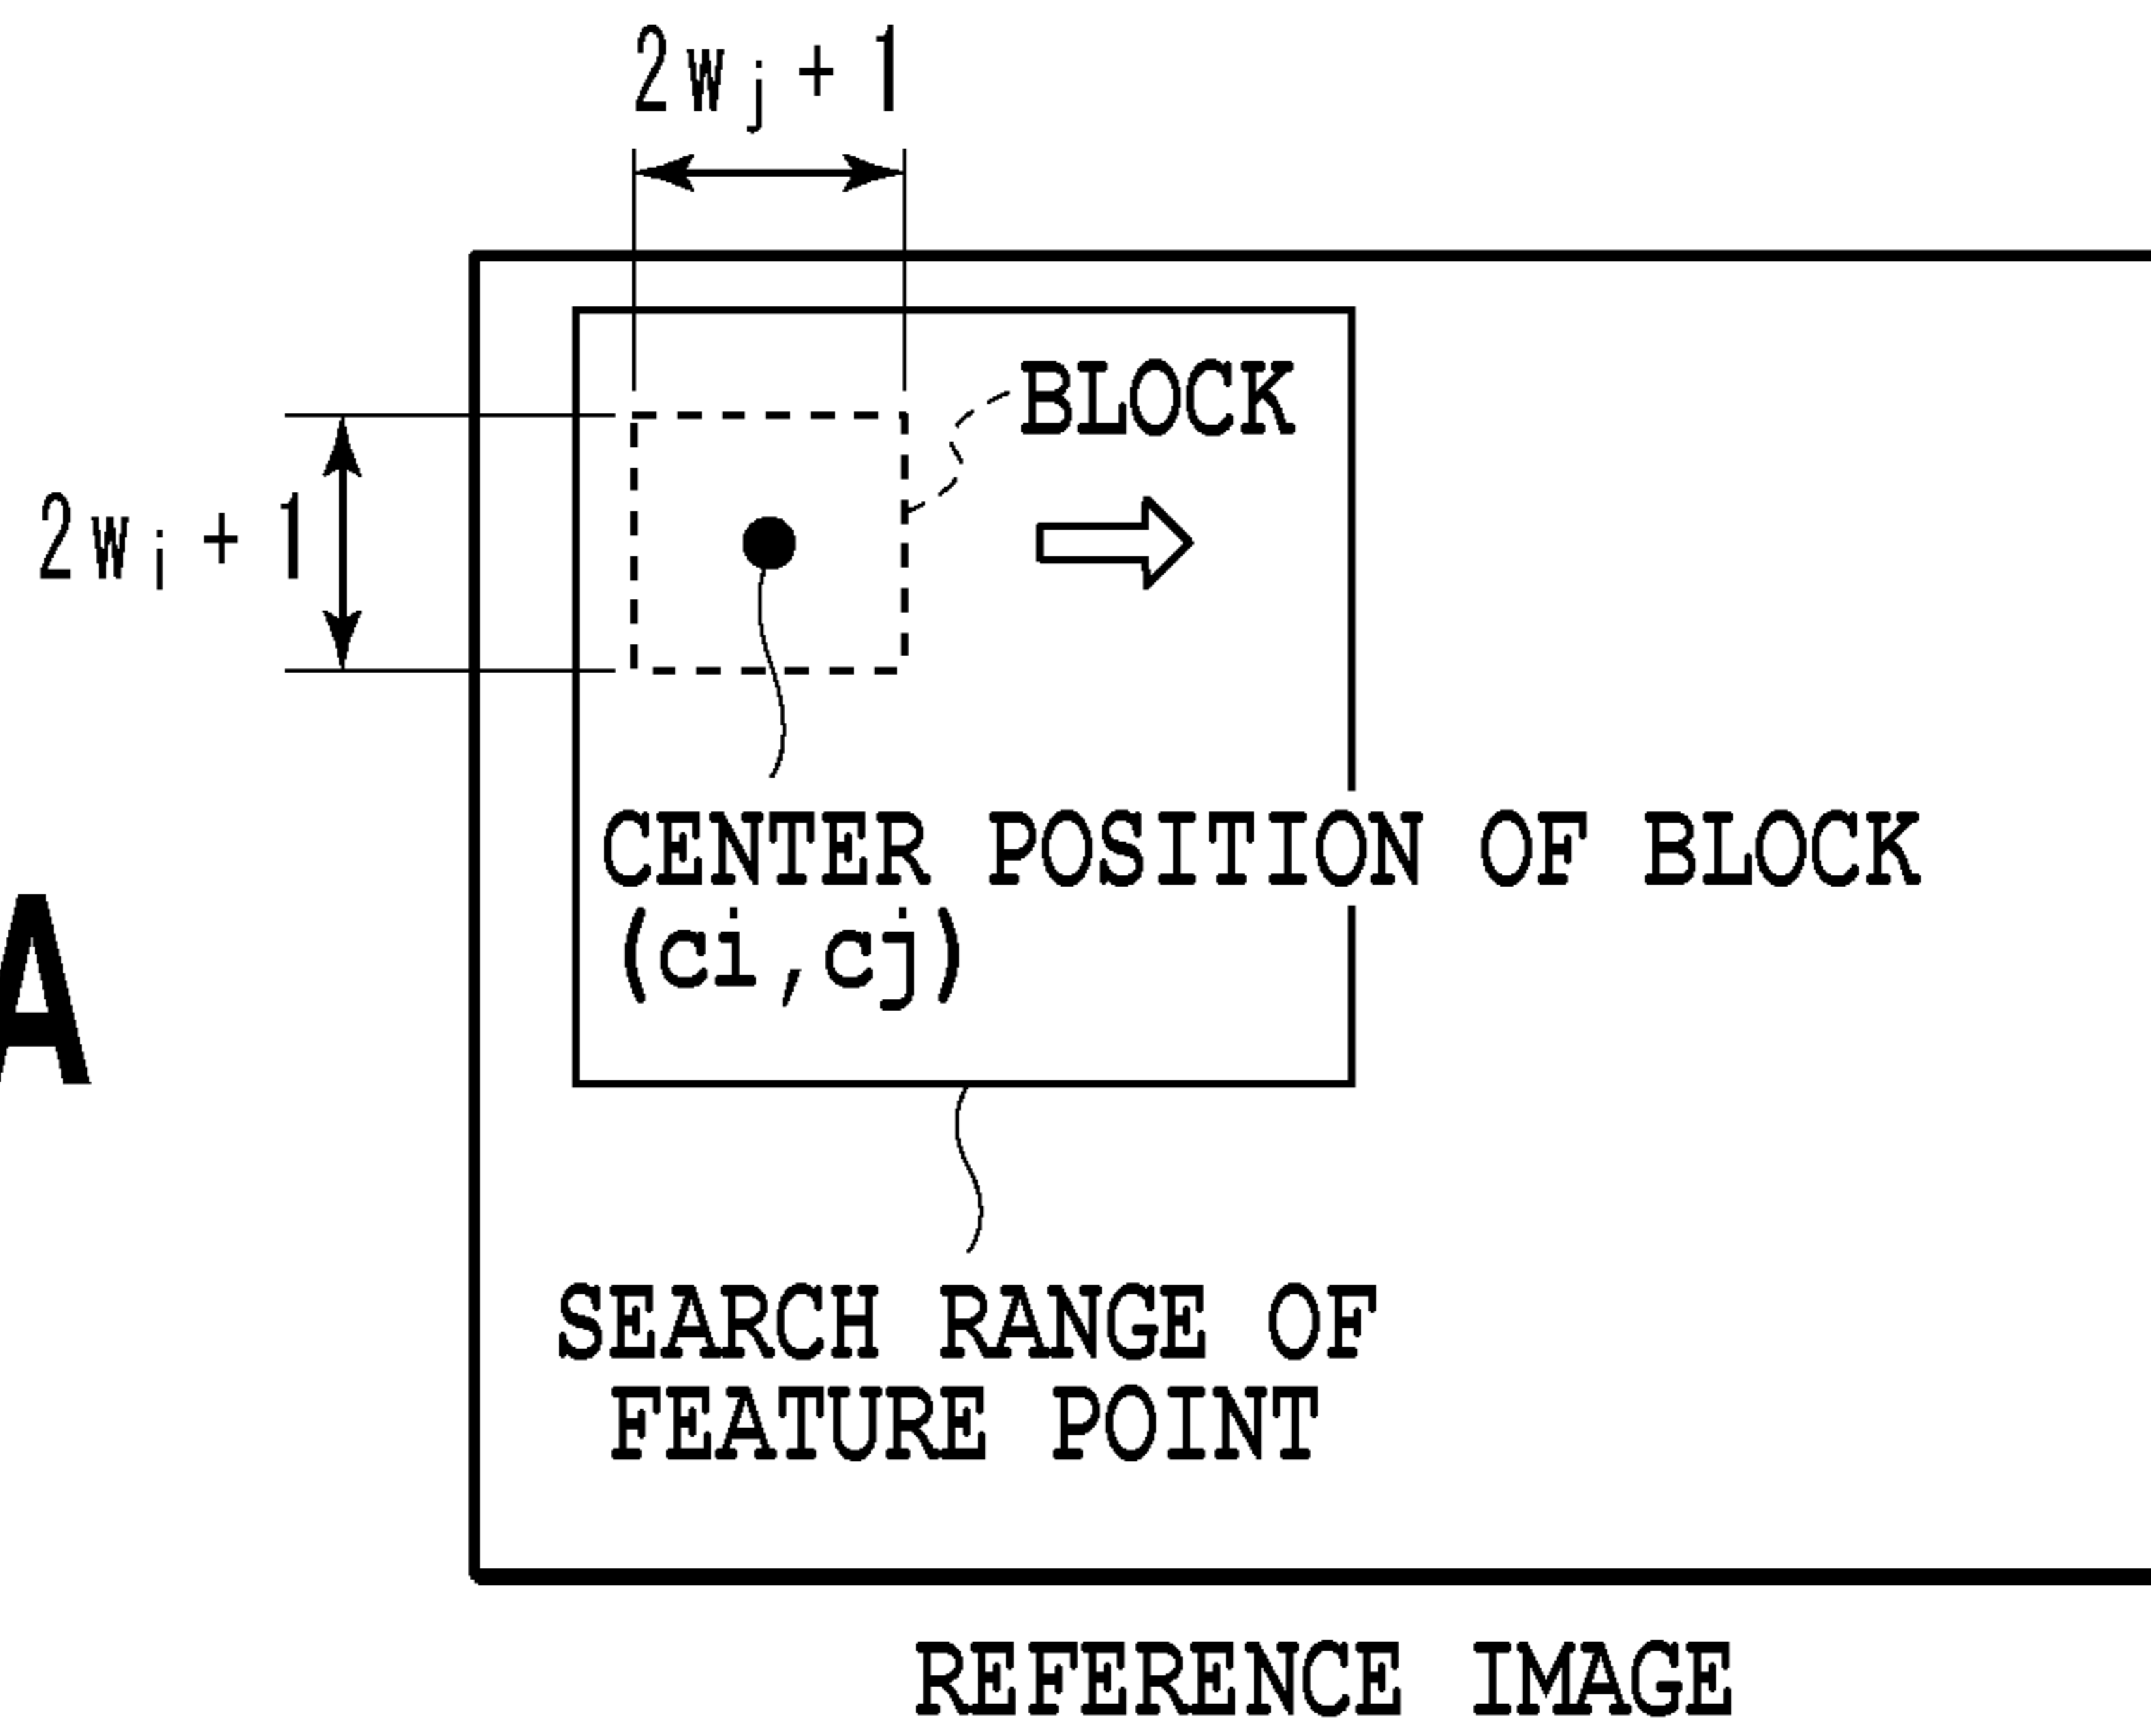 2wj+1
BLOCK
2wi+1
CENTER POSITION OF BLOCK
(ci,cj)
A
SEARCH RANGE OF
FEATURE POINT
REFERENCE IMAGE